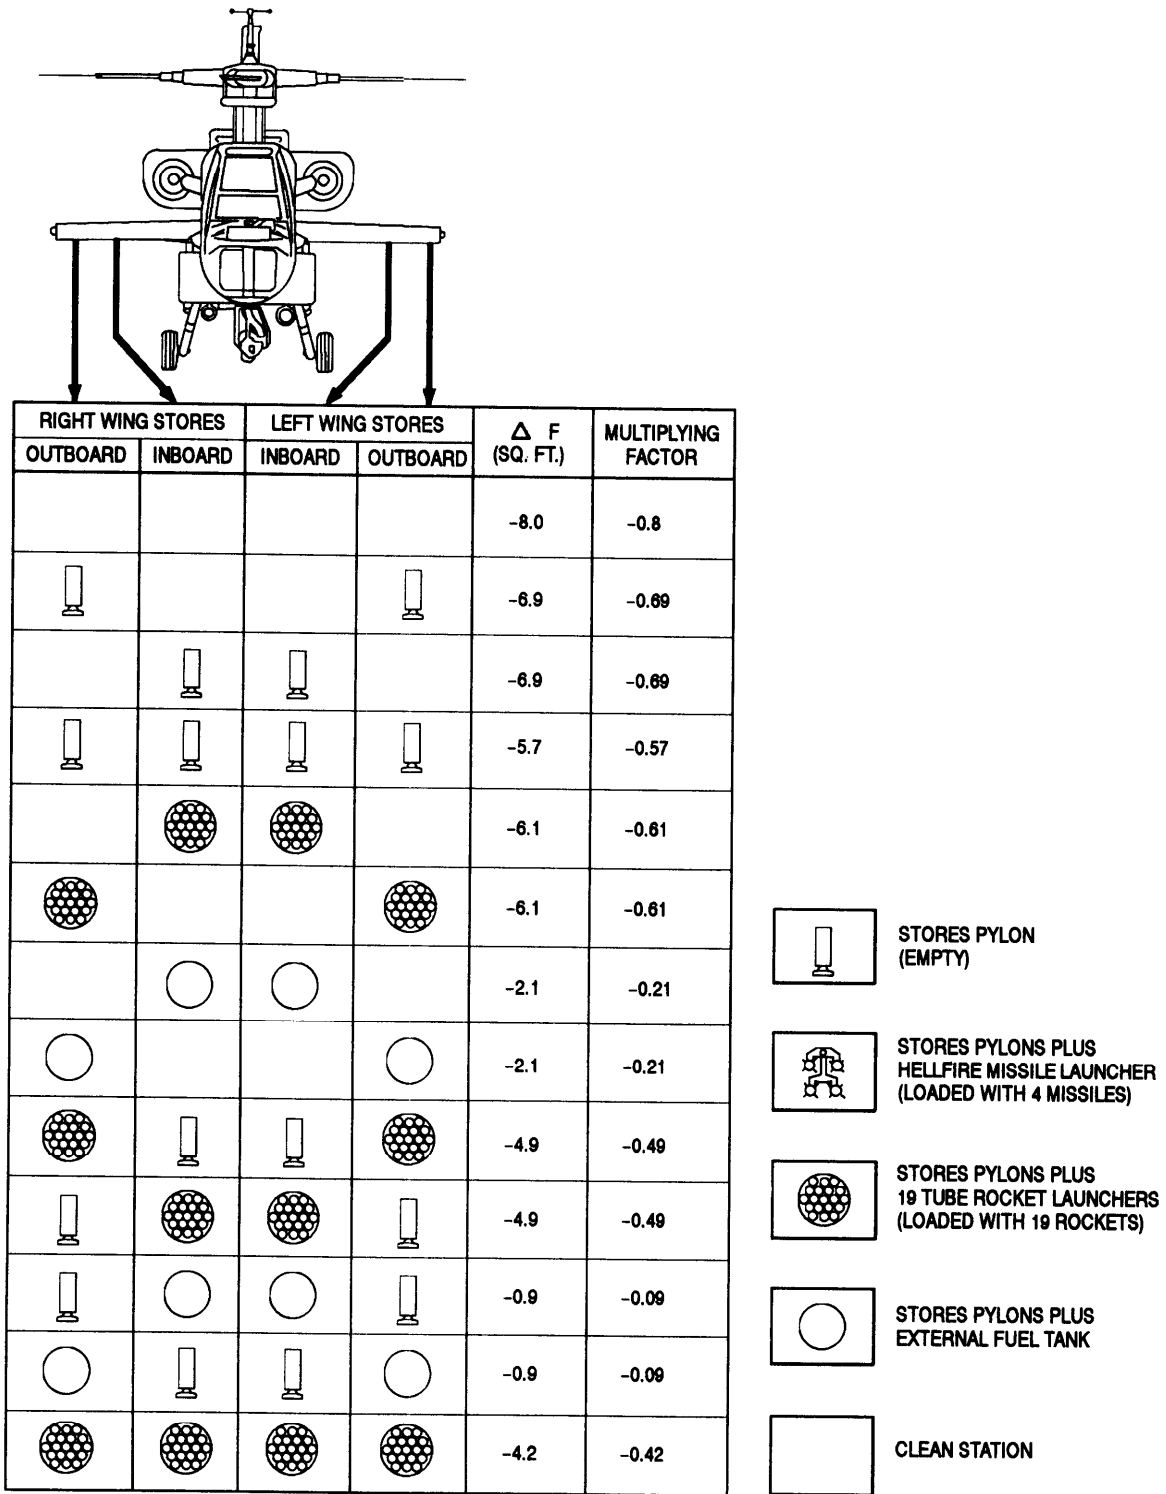 RIGHT WING STORES LEFT WING STORES Δ F (SQ. FT.) MULTIPLYING FACTOR
OUTBOARD INBOARD INBOARD OUTBOARD
-8.0 -0.8
-6.9 -0.69
-6.9 -0.69
-5.7 -0.57
-6.1 -0.61
-6.1 -0.61
-2.1 -0.21
-2.1 -0.21
-4.9 -0.49
-4.9 -0.49
-0.9 -0.09
-0.9 -0.09
-4.2 -0.42
STORES PYLON
(EMPTY)
STORES PYLONS PLUS
HELLFIRE MISSILE LAUNCHER
(LOADED WITH 4 MISSILES)
STORES PYLONS PLUS
19 TUBE ROCKET LAUNCHERS
(LOADED WITH 19 ROCKETS)
STORES PYLONS PLUS
EXTERNAL FUEL TANK
CLEAN STATION